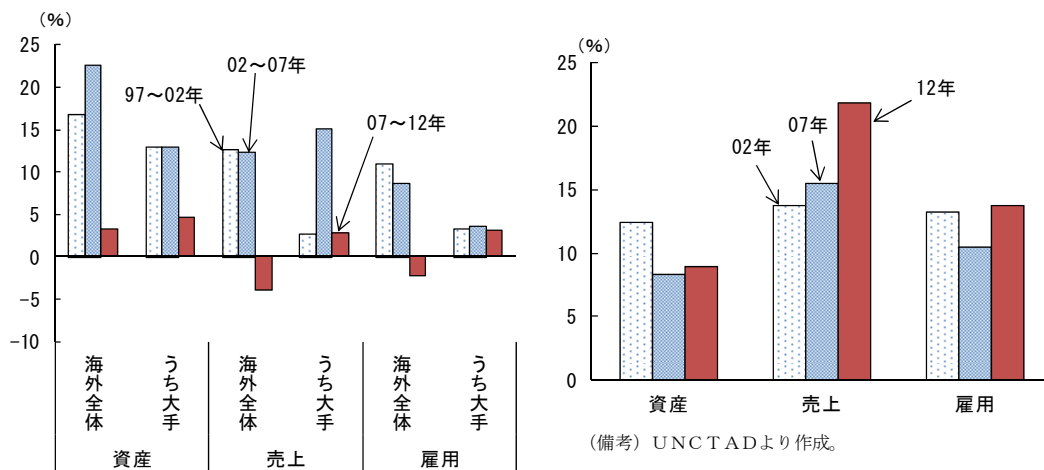 (%)
25
20
15
10
5
0
−5
−10
97～02年
02～07年
07～12年
海外全体
うち大手
海外全体
うち大手
海外全体
うち大手
資産
売上
雇用
(%)
25
20
15
10
5
0
02年
07年
12年
資産
売上
雇用
（備考）ＵＮＣＴＡＤより作成。